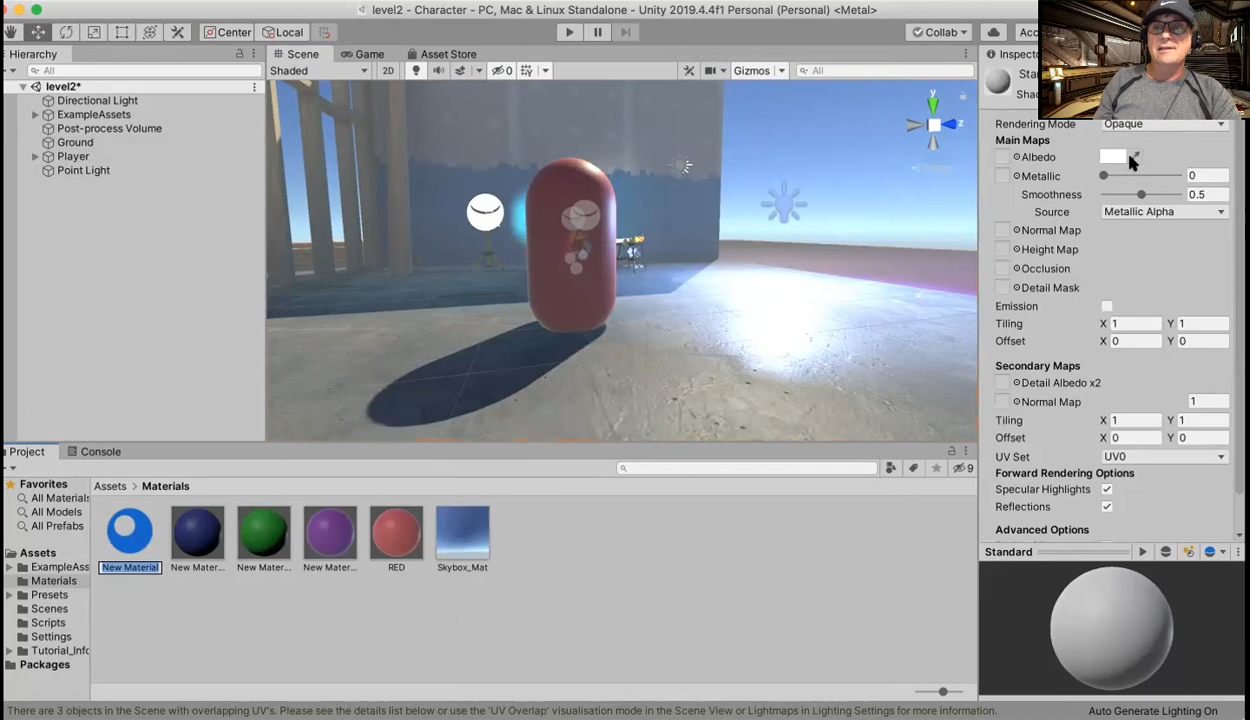 level2 - Character - PC, Mac & Linux Standalone - Unity 2019.4.4f1 Personal (Personal) <Metal>
Center
Local
Collab
Hierarchy
All
level2*
Directional Light
ExampleAssets
Post-process Volume
Ground
Player
Point Light
Scene
Game
Asset Store
Shaded
2D
0
Gizmos
All
y
z
Inspecto
Rendering Mode
Opaque
Main Maps
Albedo
Metallic
0
Smoothness
0.5
Source
Metallic Alpha
Normal Map
Height Map
Occlusion
Detail Mask
Emission
Tiling
X 1
Y 1
Offset
X 0
Y 0
Secondary Maps
Detail Albedo x2
Normal Map
1
Tiling
X 1
Y 1
Offset
X 0
Y 0
UV Set
UV0
Forward Rendering Options
Specular Highlights
Reflections
Advanced Options
Standard
Project
Console
9
Favorites
All Materials
All Models
All Prefabs
Assets
ExampleAss
Materials
Presets
Scenes
Scripts
Settings
Tutorial_Info
Packages
Assets
Materials
New Material
New Mater...
New Mater...
New Mater...
RED
Skybox_Mat
There are 3 objects in the Scene with overlapping UV's. Please see the details list below or use the 'UV Overlap' visualisation mode in the Scene View or Lightmaps in Lighting Settings for more information.
Auto Generate Lighting On